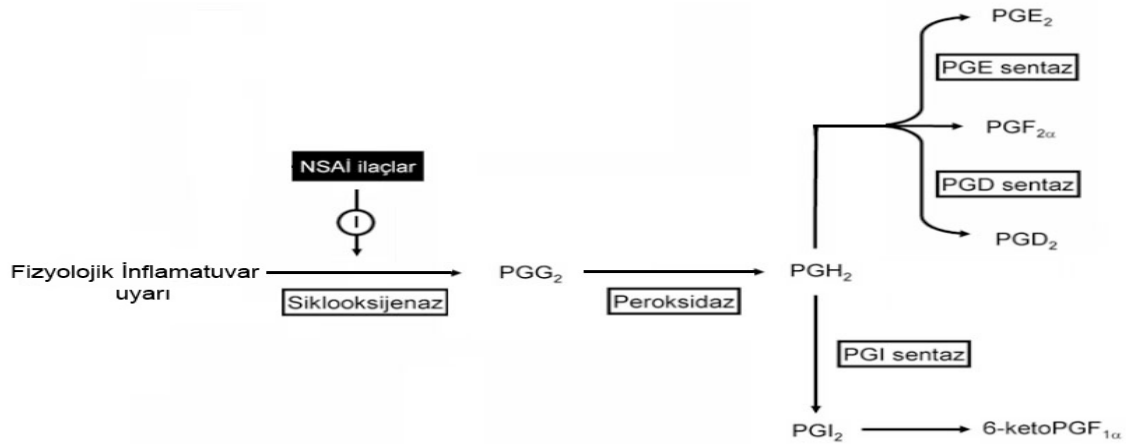 PGE₂
PGE sentaz
PGF₂α
NSAİ ilaçlar
PGD sentaz
I
PGD₂
Fizyolojik İnflamatuvar
uyarı
PGG₂
PGH₂
Siklooksijenaz
Peroksidaz
PGI sentaz
PGI₂
6-ketoPGF₁α